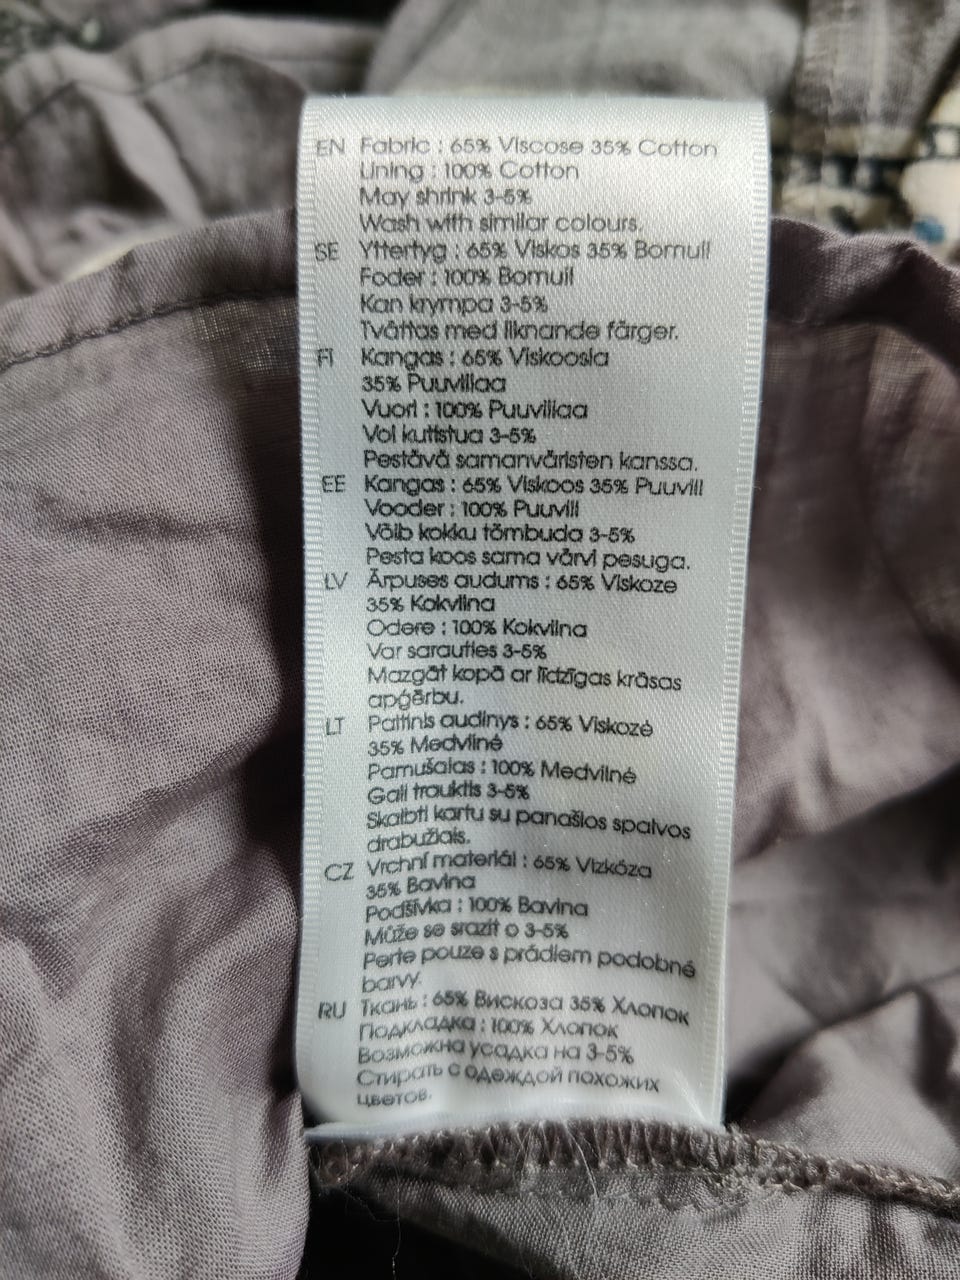 EN Fabric : 65% Viscose 35% Cotton
Lining : 100% Cotton
May shrink 3-5%
Wash with similar colours.
SE Yttertyg : 65% Viskos 35% Bomull
Foder : 100% Bomull
Kan krympa 3-5%
Tvättas med liknande färger.
FI Kangas : 65% Viskoosia
35% Puuvillaa
Vuori : 100% Puuvillaa
Voi kutistua 3-5%
Pestävä samanväristen kanssa.
EE Kangas : 65% Viskoos 35% Puuvill
Vooder : 100% Puuvill
Võib kokku tõmbuda 3-5%
Pesta koos sama värvi pesuga.
LV Ārpuses audums : 65% Viskoze
35% Kokvilna
Odere : 100% Kokvilna
Var sarauties 3-5%
Mazgāt kopā ar līdzīgas krāsas
apģērbu.
LT Paltinis audinys : 65% Viskozė
35% Medvilnė
Pamušalas : 100% Medvilnė
Gali trauktis 3-5%
Skalbti kartu su panašios spalvos
drabužiais.
CZ Vrchní materiál : 65% Vizkóza
35% Bavlna
Podšívka : 100% Bavlna
Může se srazit o 3-5%
Perte pouze s prádlem podobné
barvy.
RU Ткань : 65% Вискоза 35% Хлопок
Подкладка : 100% Хлопок
Возможна усадка на 3-5%
Стирать с одеждой похожих
цветов.